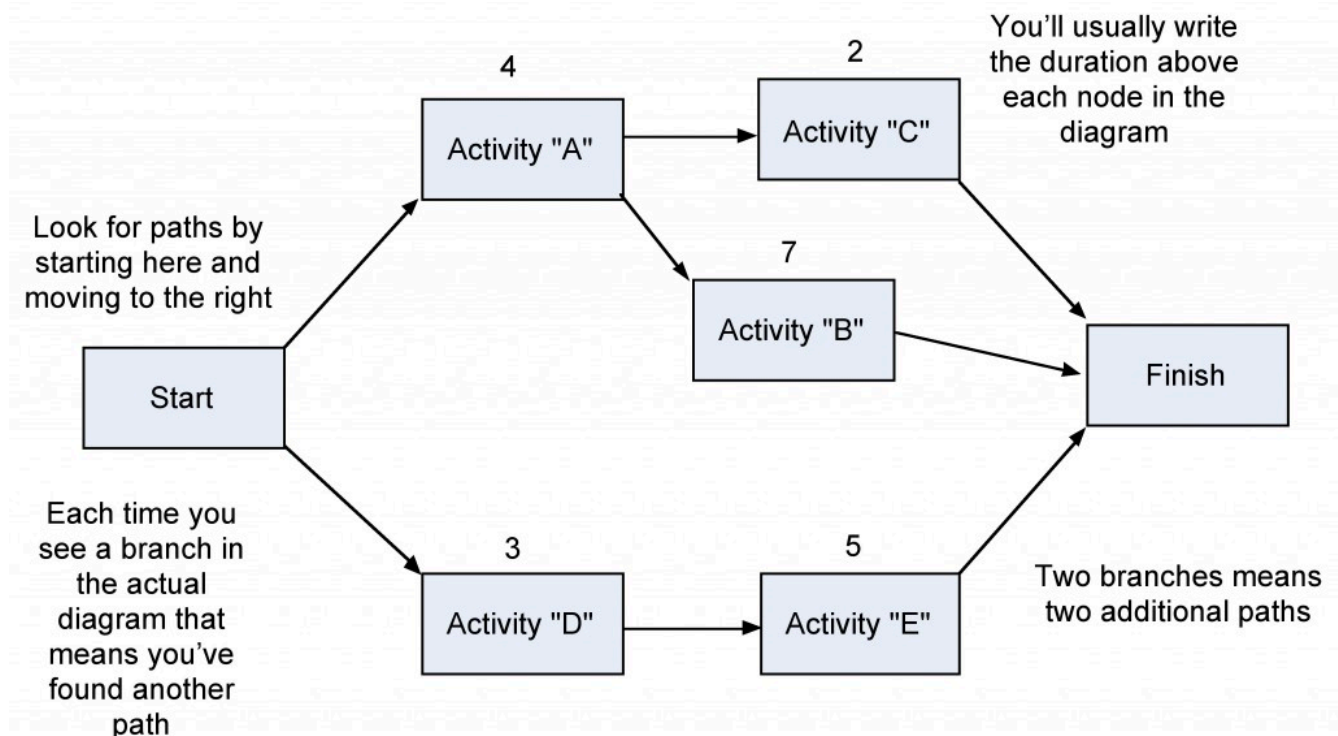 You'll usually write
the duration above
each node in the
diagram
4
2
Activity "A"
Activity "C"
Look for paths by
starting here and
moving to the right
7
Activity "B"
Start
Finish
Each time you
see a branch in
the actual
diagram that
means you've
found another
path
3
5
Activity "D"
Activity "E"
Two branches means
two additional paths